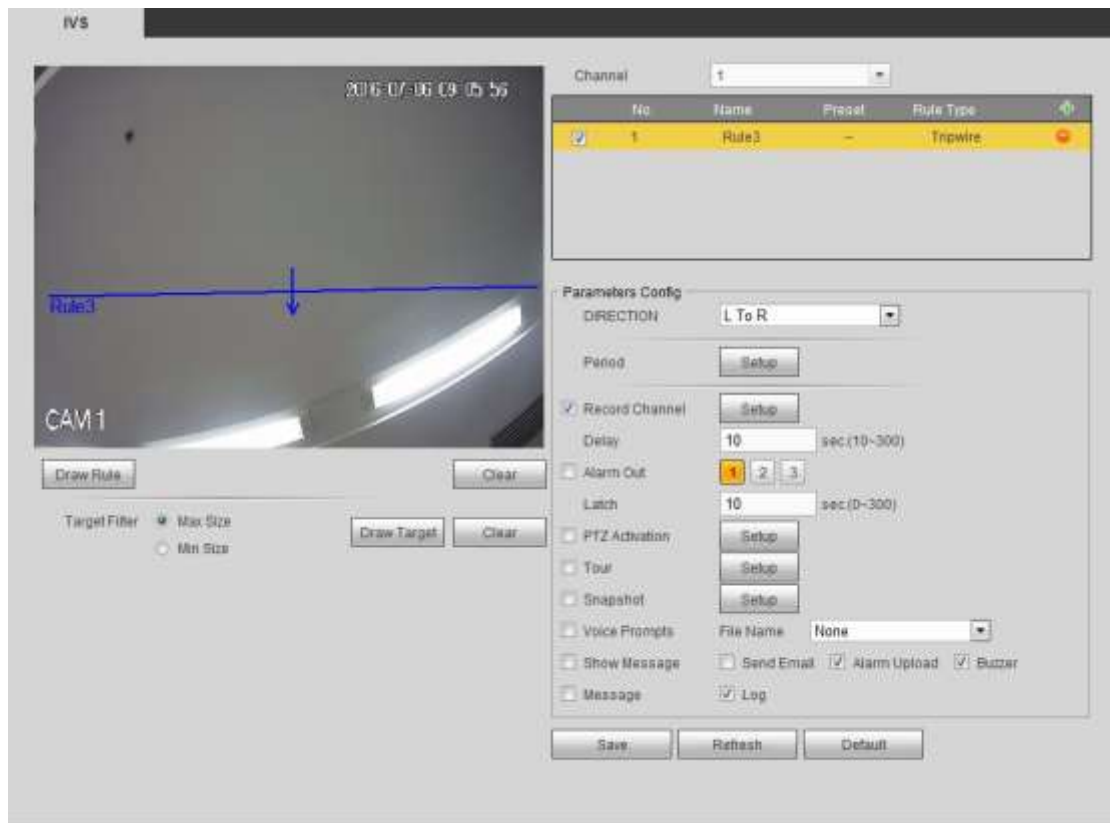 IVS
2016-07-06 09:05:56
Rule3
CAM 1
Draw Rule Clear
Target Filter Max Size
Min Size
Draw Target Clear
Channel 1
No. Name Preset Rule Type
1 Rule3 – Tripwire
Parameters Config
DIRECTION L To R
Period Setup
Record Channel Setup
Delay 10 sec.(10~300)
Alarm Out 1 2 3
Latch 10 sec.(0~300)
PTZ Activation Setup
Tour Setup
Snapshot Setup
Voice Prompts File Name None
Show Message Send Email Alarm Upload Buzzer
Message Log
Save Refresh Default